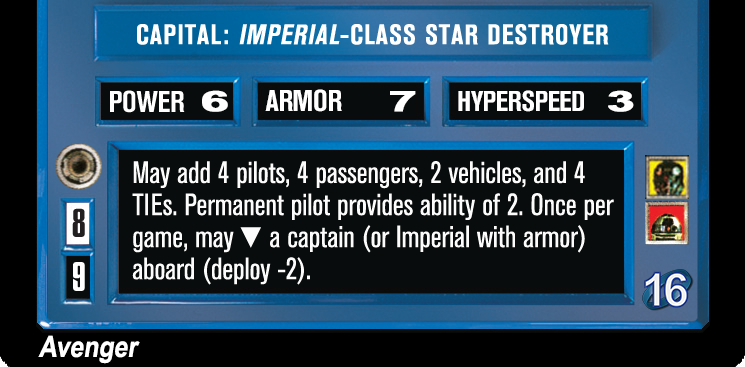 CAPITAL: IMPERIAL-CLASS STAR DESTROYER
POWER 6 ARMOR 7 HYPERSPEED 3
May add 4 pilots, 4 passengers, 2 vehicles, and 4
TIEs. Permanent pilot provides ability of 2. Once per
game, may ▼ a captain (or Imperial with armor)
aboard (deploy -2).
8
9
16
Avenger